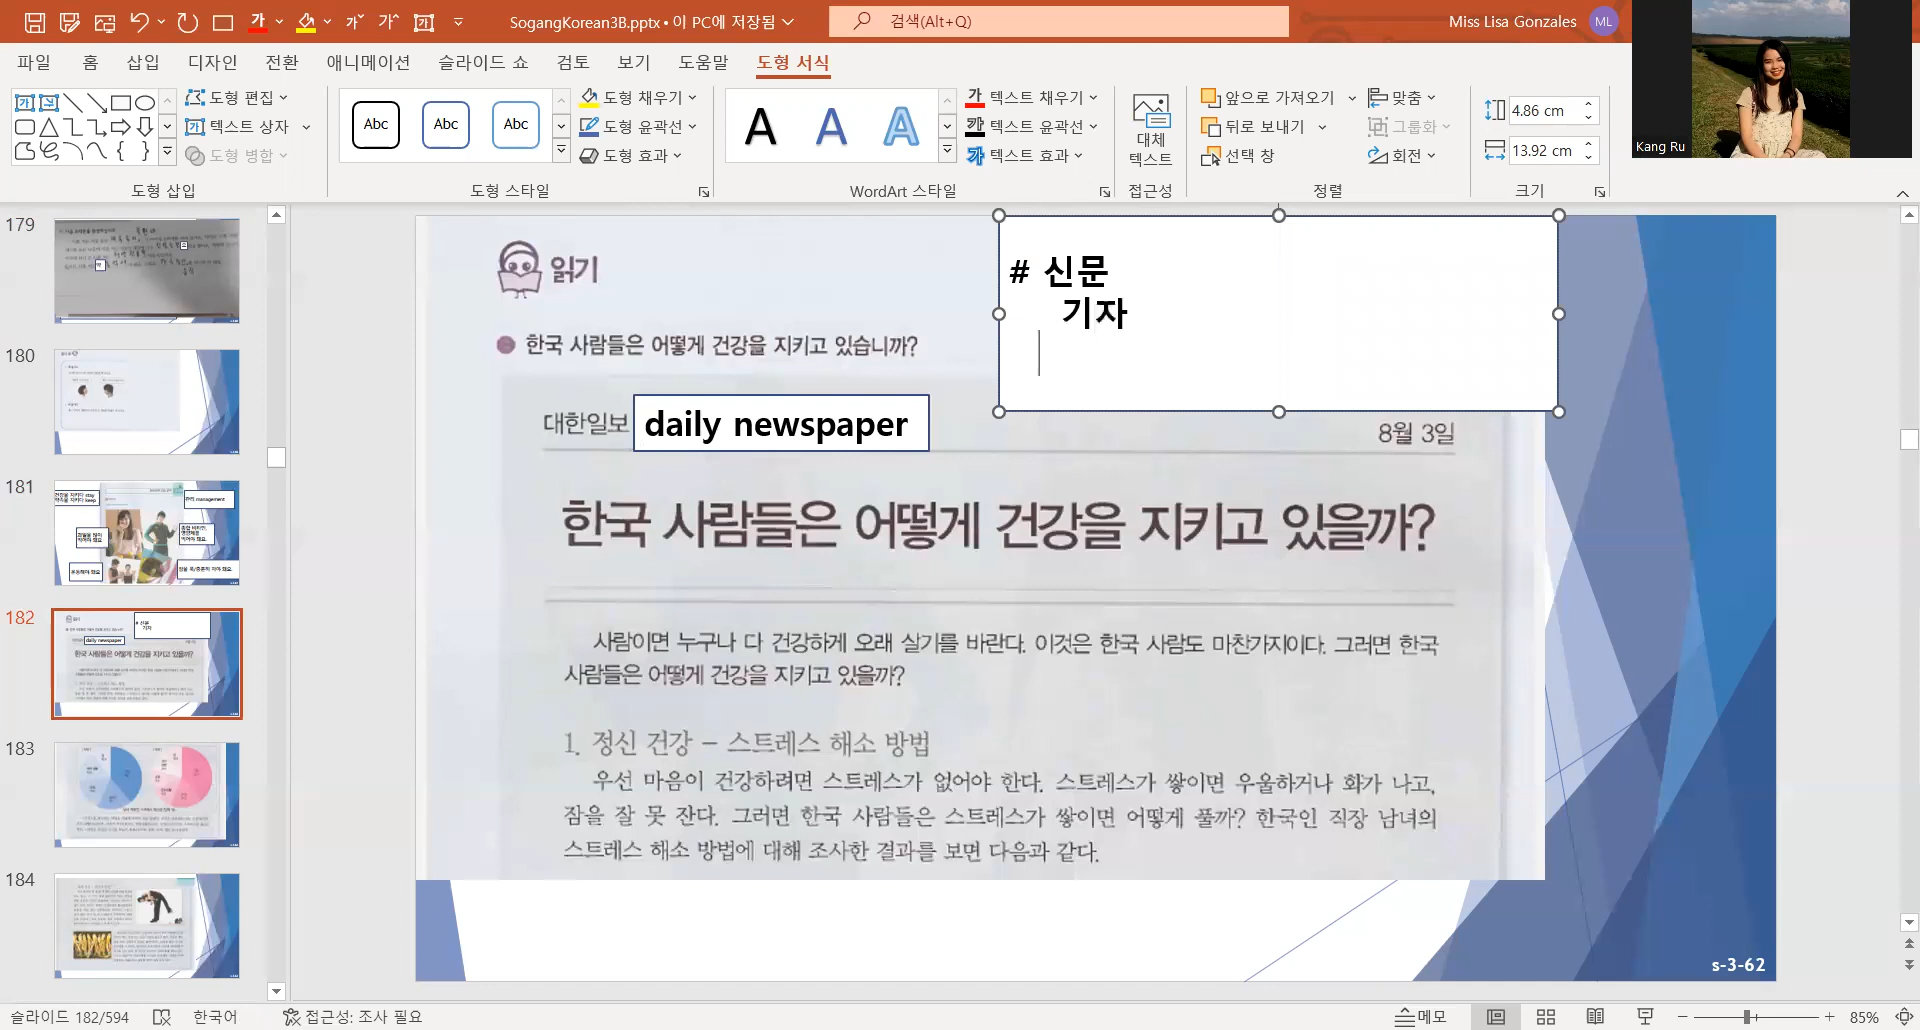 SogangKorean3B.pptx • 이 PC에 저장됨
검색(Alt+Q)
Miss Lisa Gonzales
ML
파일 홈 삽입 디자인 전환 애니메이션 슬라이드 쇼 검토 보기 도움말 도형 서식
도형 편집
텍스트 상자
도형 병합
도형 삽입
Abc Abc Abc
도형 채우기
도형 윤곽선
도형 효과
도형 스타일
A A A
텍스트 채우기
텍스트 윤곽선
텍스트 효과
WordArt 스타일
대체
텍스트
접근성
앞으로 가져오기
뒤로 보내기
선택 창
맞춤
그룹화
회전
정렬
4.86 cm
13.92 cm
크기
Kang Ru
179
180
181
182
183
184
읽기
# 신문
기자
한국 사람들은 어떻게 건강을 지키고 있습니까?
대한일보
daily newspaper
8월 3일
한국 사람들은 어떻게 건강을 지키고 있을까?
사람이면 누구나 다 건강하게 오래 살기를 바란다. 이것은 한국 사람도 마찬가지이다. 그러면 한국
사람들은 어떻게 건강을 지키고 있을까?
1. 정신 건강 – 스트레스 해소 방법
우선 마음이 건강하려면 스트레스가 없어야 한다. 스트레스가 쌓이면 우울하거나 화가 나고,
잠을 잘 못 잔다. 그러면 한국 사람들은 스트레스가 쌓이면 어떻게 풀까? 한국인 직장 남녀의
스트레스 해소 방법에 대해 조사한 결과를 보면 다음과 같다.
s-3-62
슬라이드 182/594
한국어
접근성: 조사 필요
메모
85%